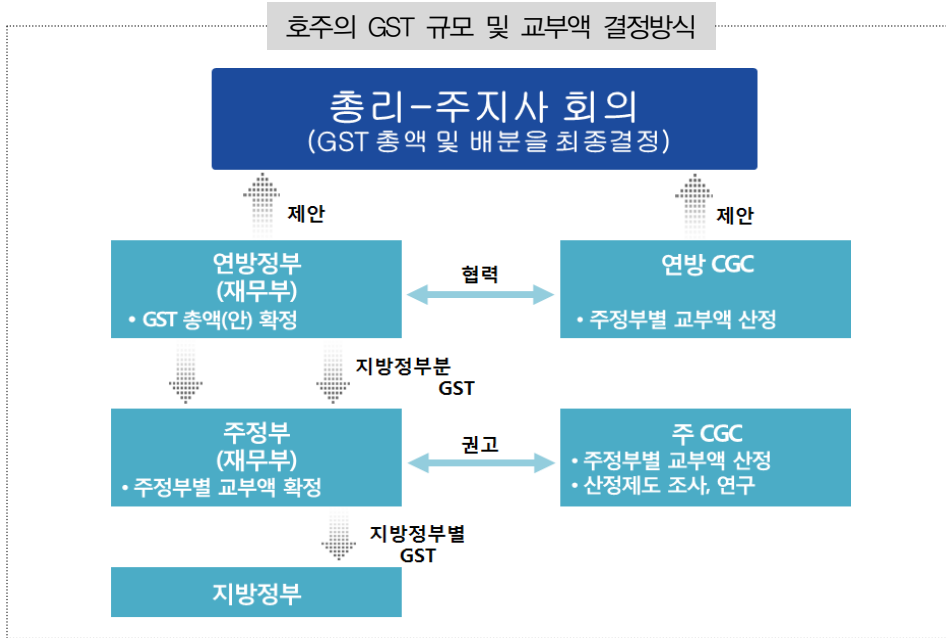 호주의 GST 규모 및 교부액 결정방식
총리-주지사 회의
(GST 총액 및 배분을 최종결정)
제안
제안
연방정부
(재무부)
• GST 총액(안) 확정
협력
연방 CGC
• 주정부별 교부액 산정
지방정부분
GST
주정부
(재무부)
• 주정부별 교부액 확정
권고
주 CGC
• 주정부별 교부액 산정
• 산정제도 조사, 연구
지방정부별
GST
지방정부